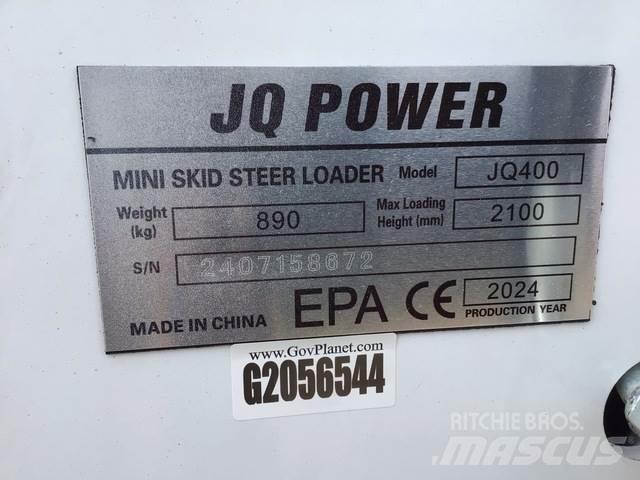 JQ POWER
MINI SKID STEER LOADER Model JQ400
Weight (kg) 890 Max Loading Height (mm) 2100
S/N 2407158672
MADE IN CHINA EPA CE 2024 PRODUCTION YEAR
www.GovPlanet.com
G2056544
RITCHIE BROS.
MASCUS